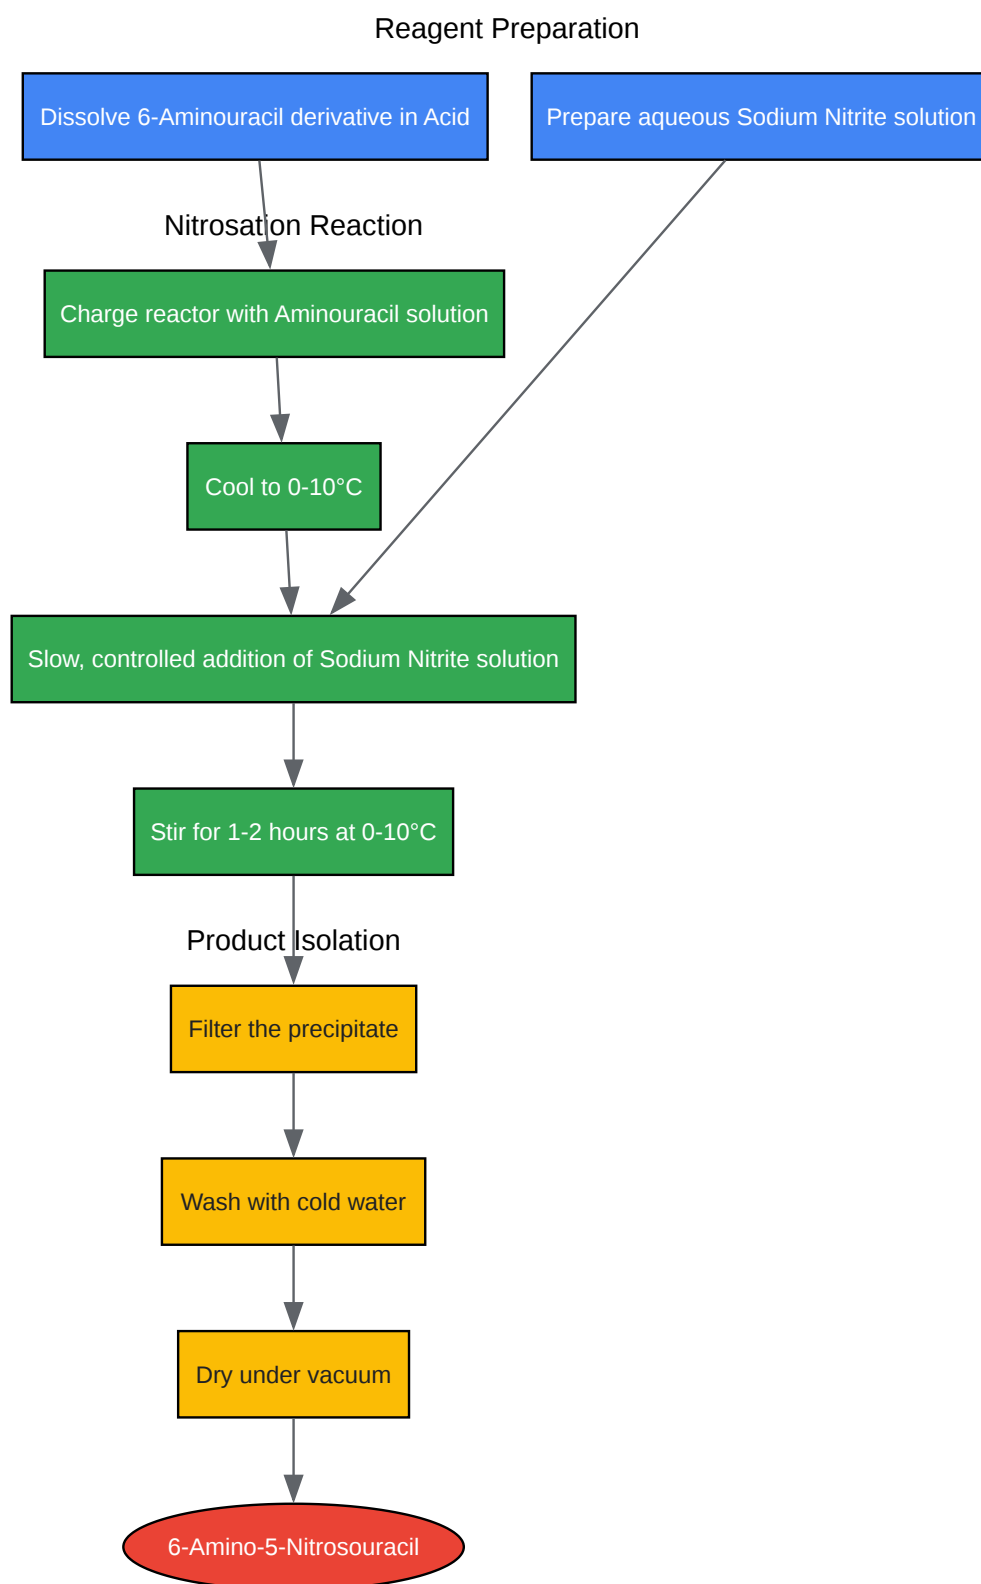 Reagent Preparation
Dissolve 6-Aminouracil derivative in Acid
Prepare aqueous Sodium Nitrite solution
Nitrosation Reaction
Charge reactor with Aminouracil solution
Cool to 0-10°C
Slow, controlled addition of Sodium Nitrite solution
Stir for 1-2 hours at 0-10°C
Product Isolation
Filter the precipitate
Wash with cold water
Dry under vacuum
6-Amino-5-Nitrosouracil